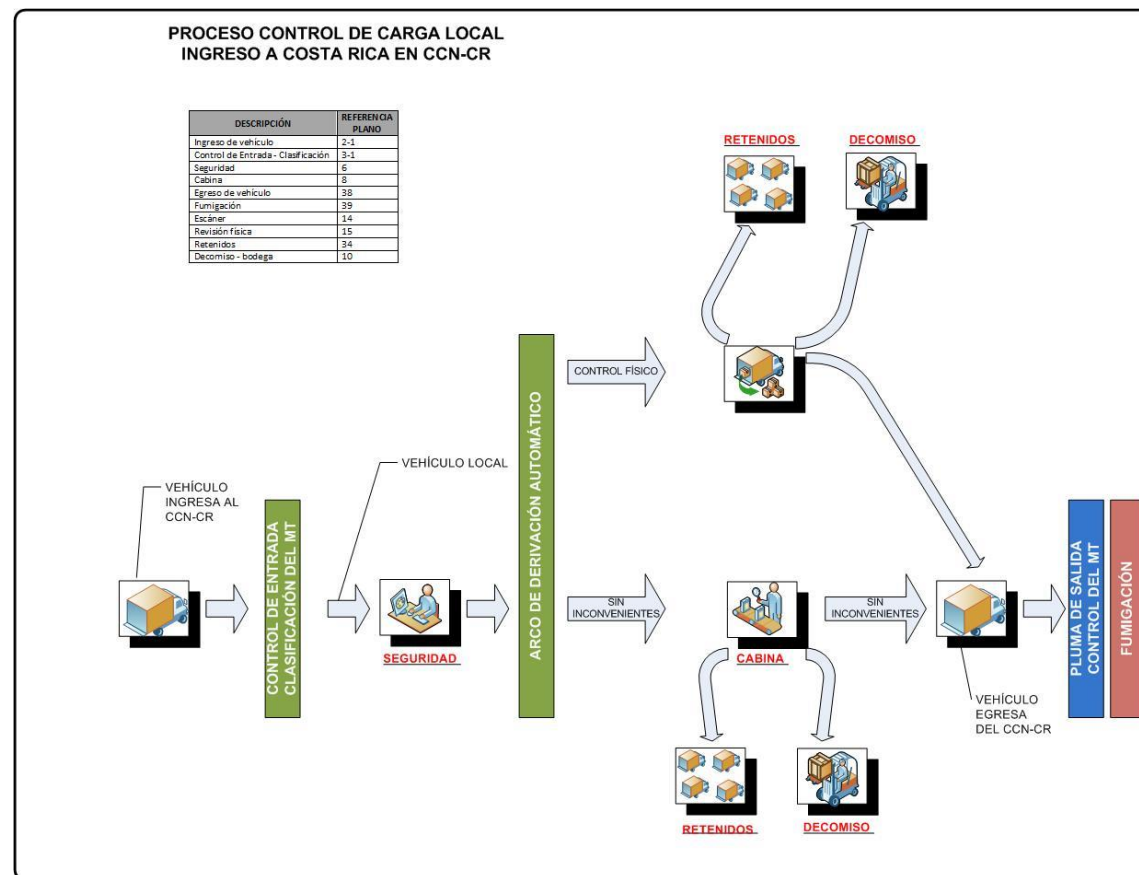 PROCESO CONTROL DE CARGA LOCAL
INGRESO A COSTA RICA EN CCN-CR
DESCRIPCIÓN REFERENCIA PLANO
Ingreso de vehículo 2-1
Control de Entrada - Clasificación 3-1
Seguridad 6
Cabina 8
Egreso de vehículo 38
Fumigación 39
Escáner 14
Revisión física 15
Retenidos 34
Decomiso - bodega 10
RETENIDOS
DECOMISO
CONTROL FÍSICO
VEHÍCULO LOCAL
VEHÍCULO
INGRESA AL
CCN-CR
CONTROL DE ENTRADA
CLASIFICACIÓN DEL MT
SEGURIDAD
ARCO DE DERIVACIÓN AUTOMÁTICO
SIN
INCONVENIENTES
CABINA
SIN
INCONVENIENTES
VEHÍCULO
EGRESA
DEL CCN-CR
PLUMA DE SALIDA
CONTROL DEL MT
FUMIGACIÓN
RETENIDOS
DECOMISO